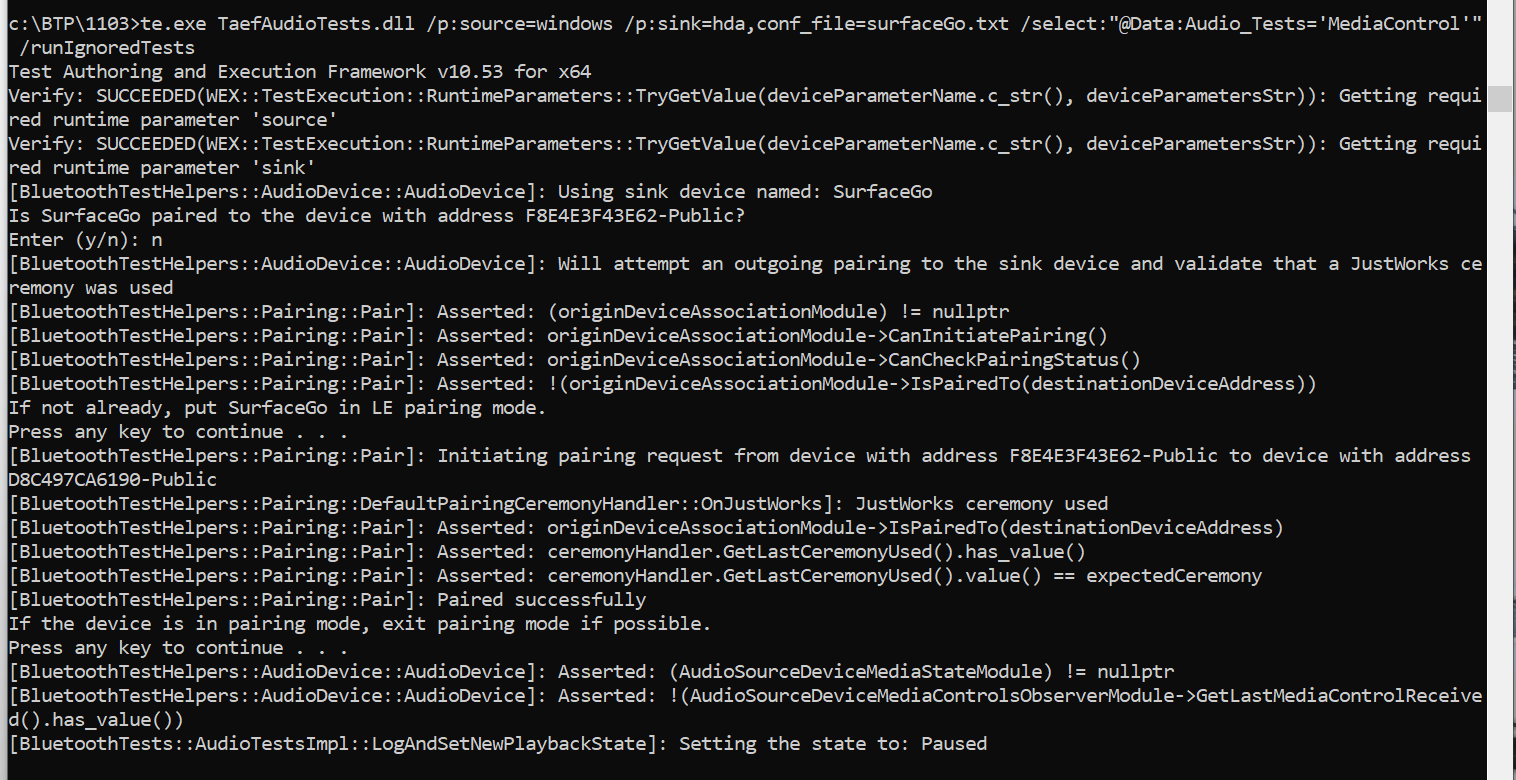 c:\BTP\1103>te.exe TaefAudioTests.dll /p:source=windows /p:sink=hda,conf_file=surfaceGo.txt /select:"@Data:Audio_Tests='MediaControl'"
 /runIgnoredTests
Test Authoring and Execution Framework v10.53 for x64
Verify: SUCCEEDED(WEX::TestExecution::RuntimeParameters::TryGetValue(deviceParameterName.c_str(), deviceParametersStr)): Getting requi
red runtime parameter 'source'
Verify: SUCCEEDED(WEX::TestExecution::RuntimeParameters::TryGetValue(deviceParameterName.c_str(), deviceParametersStr)): Getting requi
red runtime parameter 'sink'
[BluetoothTestHelpers::AudioDevice::AudioDevice]: Using sink device named: SurfaceGo
Is SurfaceGo paired to the device with address F8E4E3F43E62-Public?
Enter (y/n): n
[BluetoothTestHelpers::AudioDevice::AudioDevice]: Will attempt an outgoing pairing to the sink device and validate that a JustWorks ce
remony was used
[BluetoothTestHelpers::Pairing::Pair]: Asserted: (originDeviceAssociationModule) != nullptr
[BluetoothTestHelpers::Pairing::Pair]: Asserted: originDeviceAssociationModule->CanInitiatePairing()
[BluetoothTestHelpers::Pairing::Pair]: Asserted: originDeviceAssociationModule->CanCheckPairingStatus()
[BluetoothTestHelpers::Pairing::Pair]: Asserted: !(originDeviceAssociationModule->IsPairedTo(destinationDeviceAddress))
If not already, put SurfaceGo in LE pairing mode.
Press any key to continue . . .
[BluetoothTestHelpers::Pairing::Pair]: Initiating pairing request from device with address F8E4E3F43E62-Public to device with address
D8C497CA6190-Public
[BluetoothTestHelpers::Pairing::DefaultPairingCeremonyHandler::OnJustWorks]: JustWorks ceremony used
[BluetoothTestHelpers::Pairing::Pair]: Asserted: originDeviceAssociationModule->IsPairedTo(destinationDeviceAddress)
[BluetoothTestHelpers::Pairing::Pair]: Asserted: ceremonyHandler.GetLastCeremonyUsed().has_value()
[BluetoothTestHelpers::Pairing::Pair]: Asserted: ceremonyHandler.GetLastCeremonyUsed().value() == expectedCeremony
[BluetoothTestHelpers::Pairing::Pair]: Paired successfully
If the device is in pairing mode, exit pairing mode if possible.
Press any key to continue . . .
[BluetoothTestHelpers::AudioDevice::AudioDevice]: Asserted: (AudioSourceDeviceMediaStateModule) != nullptr
[BluetoothTestHelpers::AudioDevice::AudioDevice]: Asserted: !(AudioSourceDeviceMediaControlsObserverModule->GetLastMediaControlReceive
d().has_value())
[BluetoothTests::AudioTestsImpl::LogAndSetNewPlaybackState]: Setting the state to: Paused